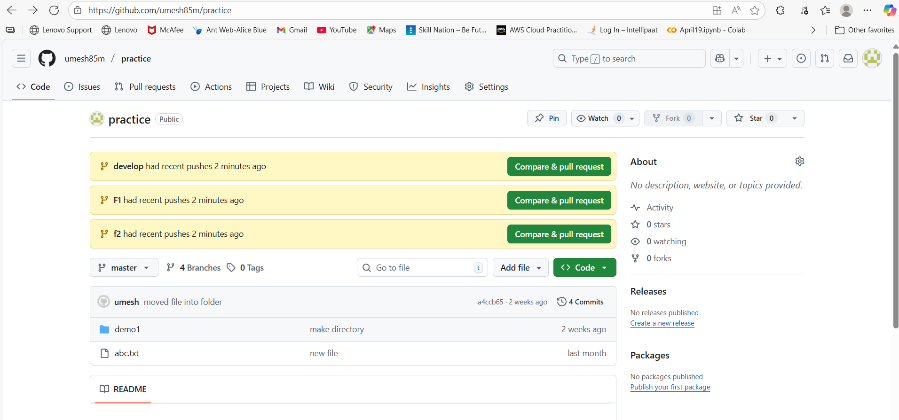 https://github.com/umesh85m/practice
Lenovo Support Lenovo McAfee Ant Web-Alice Blue Gmail YouTube Maps Skill Nation – Be Fut... AWS Cloud Practitio... Log In – Intellipaat April19.ipynb - Colab Other favorites
umesh85m / practice Type / to search
Code Issues Pull requests Actions Projects Wiki Security Insights Settings
practice Public Pin Watch 0 Fork 0 Star 0
develop had recent pushes 2 minutes ago Compare & pull request
F1 had recent pushes 2 minutes ago Compare & pull request
f2 had recent pushes 2 minutes ago Compare & pull request
master 4 Branches 0 Tags Go to file t Add file Code
umesh moved file into folder a4ccb65 · 2 weeks ago 4 Commits
demo1 make directory 2 weeks ago
abc.txt new file last month
README
About
No description, website, or topics provided.
Activity
0 stars
0 watching
0 forks
Releases
No releases published
Create a new release
Packages
No packages published
Publish your first package